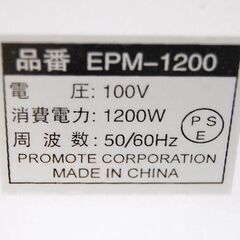 品番 EPM-1200
電圧:100V
消費電力:1200W
周波数:50/60Hz
PSE
PROMOTE CORPORATION
MADE IN CHINA